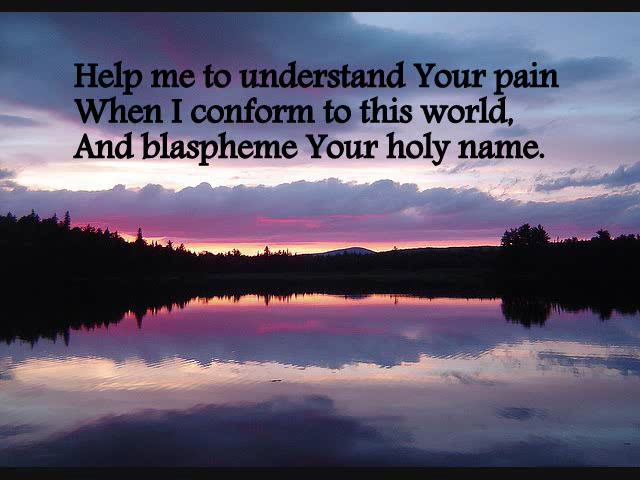 Help me to understand Your pain
When I conform to this world,
And blaspheme Your holy name.